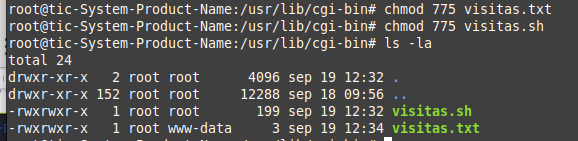 root@tic-System-Product-Name:/usr/lib/cgi-bin# chmod 775 visitas.txt
root@tic-System-Product-Name:/usr/lib/cgi-bin# chmod 775 visitas.sh
root@tic-System-Product-Name:/usr/lib/cgi-bin# ls -la
total 24
drwxr-xr-x   2 root root      4096 sep 19 12:32 .
drwxr-xr-x 152 root root     12288 sep 18 09:56 ..
-rwxrwxr-x   1 root root       199 sep 19 12:32 visitas.sh
-rwxrwxr-x   1 root www-data     3 sep 19 12:34 visitas.txt